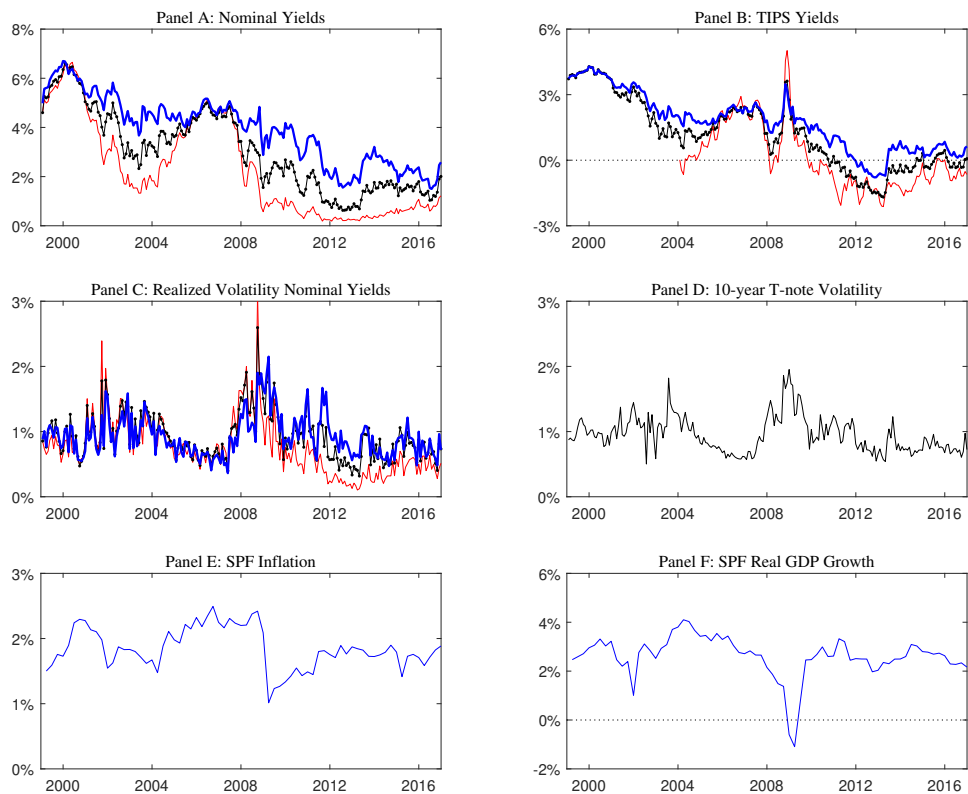 Panel A: Nominal Yields
8%
6%
4%
2%
0%
2000 2004 2008 2012 2016
Panel B: TIPS Yields
6%
3%
0%
-3%
2000 2004 2008 2012 2016
Panel C: Realized Volatility Nominal Yields
3%
2%
1%
0%
2000 2004 2008 2012 2016
Panel D: 10-year T-note Volatility
3%
2%
1%
0%
2000 2004 2008 2012 2016
Panel E: SPF Inflation
3%
2%
1%
0%
2000 2004 2008 2012 2016
Panel F: SPF Real GDP Growth
6%
4%
2%
0%
-2%
2000 2004 2008 2012 2016